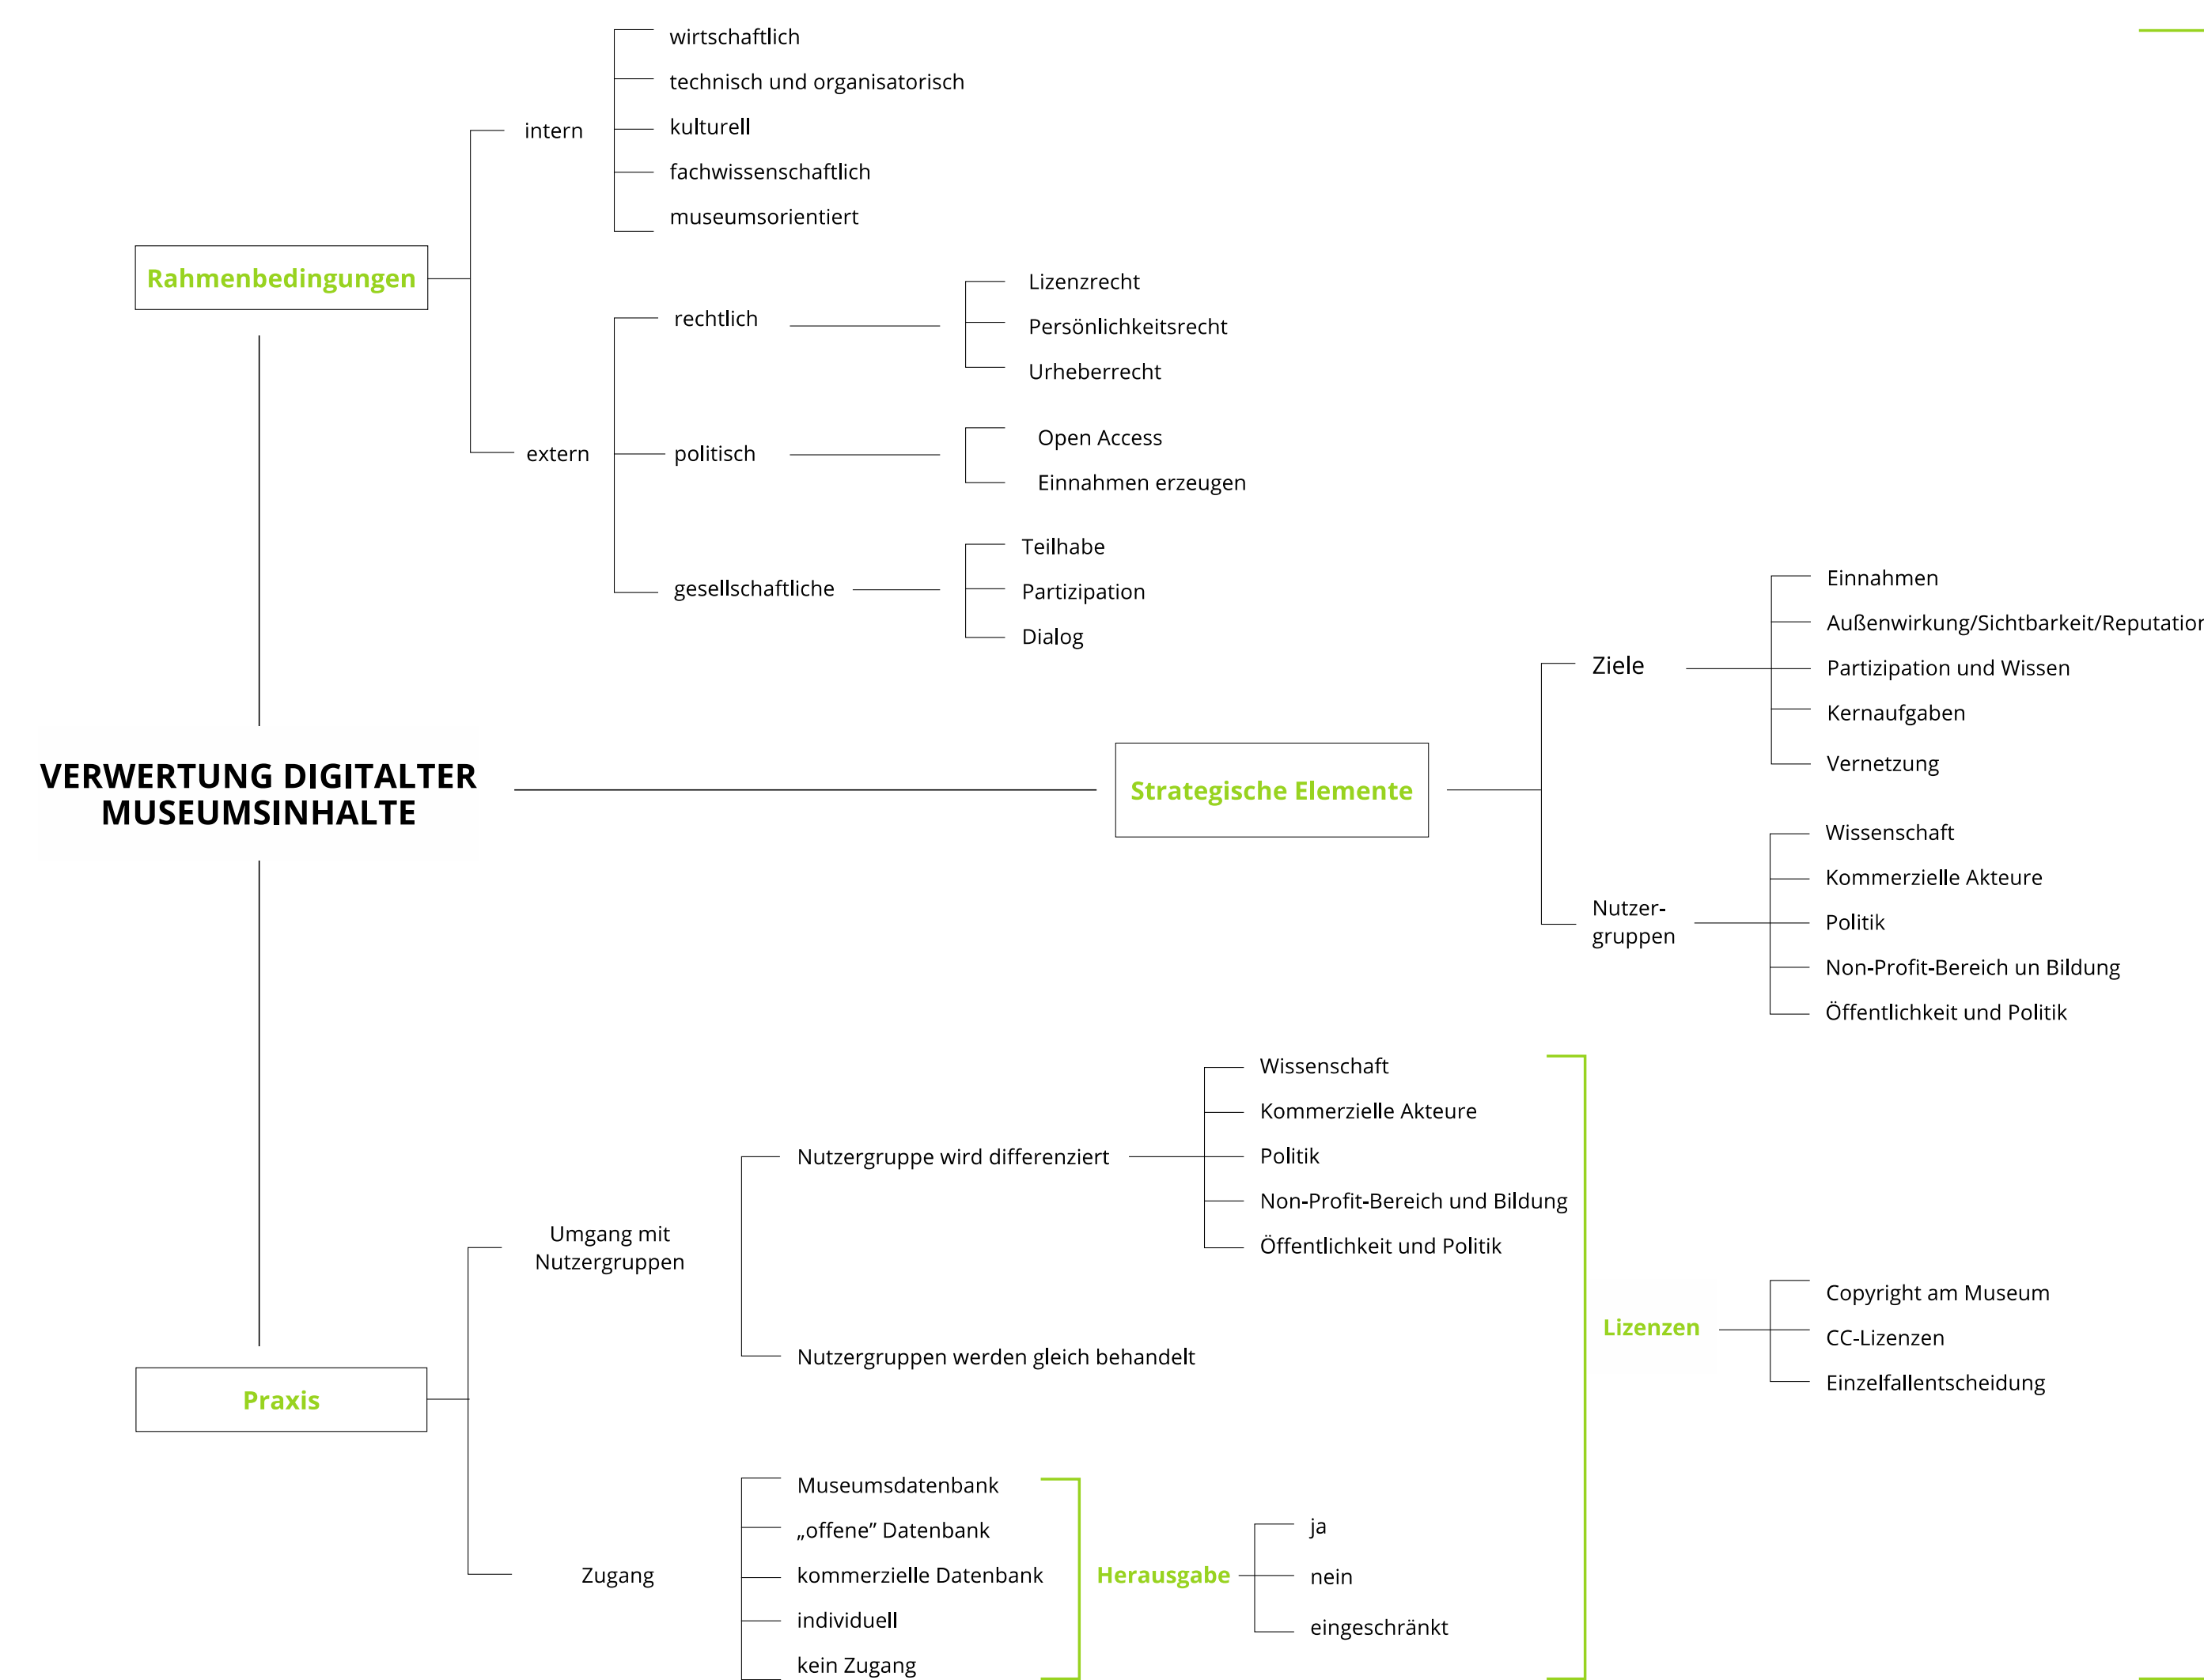 wirtschaftlich
technisch und organisatorisch
intern
kulturell
fachwissenschaftlich
museumsorientiert
Rahmenbedingungen
Lizenzrecht
rechtlich
Persönlichkeitsrecht
Urheberrecht
Open Access
extern
politisch
Einnahmen erzeugen
Teilhabe
gesellschaftliche
Partizipation
Dialog
VERWERTUNG DIGITALTER
MUSEUMSINHALTE
Strategische Elemente
Ziele
Einnahmen
Außenwirkung/Sichtbarkeit/Reputation
Partizipation und Wissen
Kernaufgaben
Vernetzung
Nutzer-
gruppen
Wissenschaft
Kommerzielle Akteure
Politik
Non-Profit-Bereich un Bildung
Öffentlichkeit und Politik
Praxis
Umgang mit
Nutzergruppen
Nutzergruppe wird differenziert
Wissenschaft
Kommerzielle Akteure
Politik
Non-Profit-Bereich und Bildung
Öffentlichkeit und Politik
Nutzergruppen werden gleich behandelt
Zugang
Museumsdatenbank
„offene” Datenbank
kommerzielle Datenbank
individuell
kein Zugang
Herausgabe
ja
nein
eingeschränkt
Lizenzen
Copyright am Museum
CC-Lizenzen
Einzelfallentscheidung